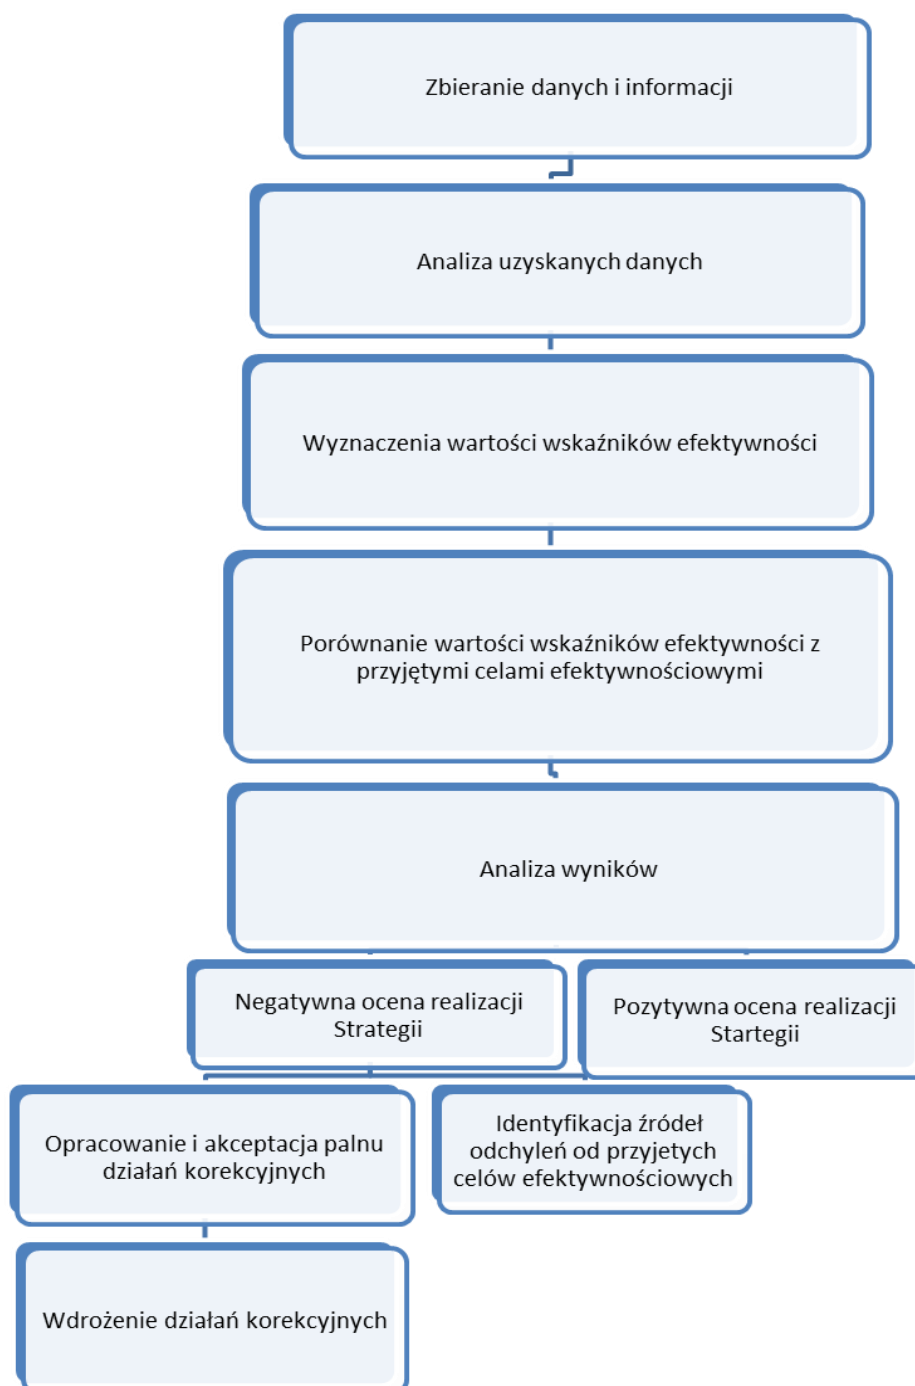 Zbieranie danych i informacji
Analiza uzyskanych danych
Wyznaczenia wartości wskaźników efektywności
Porównanie wartości wskaźników efektywności z
przyjętymi celami efektywnościowymi
Analiza wyników
Negatywna ocena realizacji
Strategii
Pozytywna ocena realizacji
Startegii
Opracowanie i akceptacja palnu
działań korekcyjnych
Identyfikacja źródeł
odchyleń od przyjetych
celów efektywnościowych
Wdrożenie działań korekcyjnych